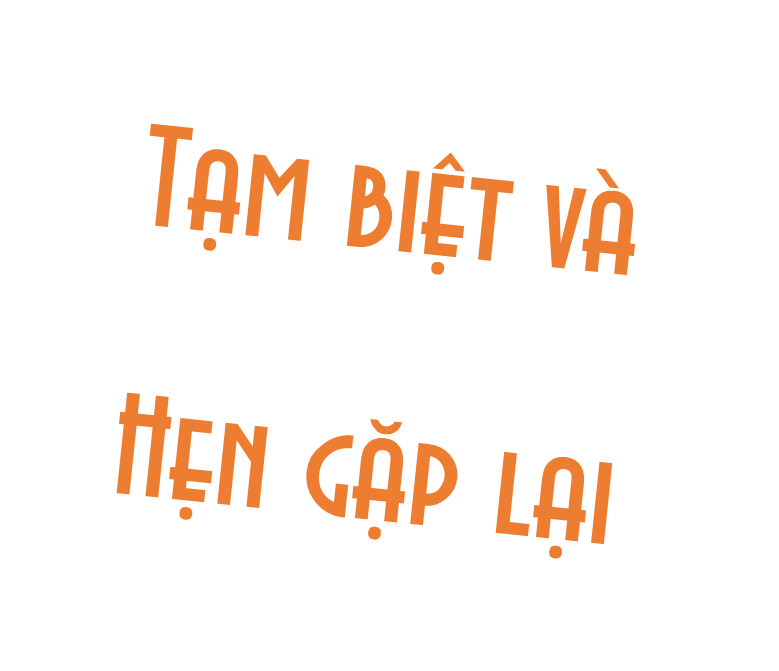 Tạm biệt và
Hẹn gặp lại